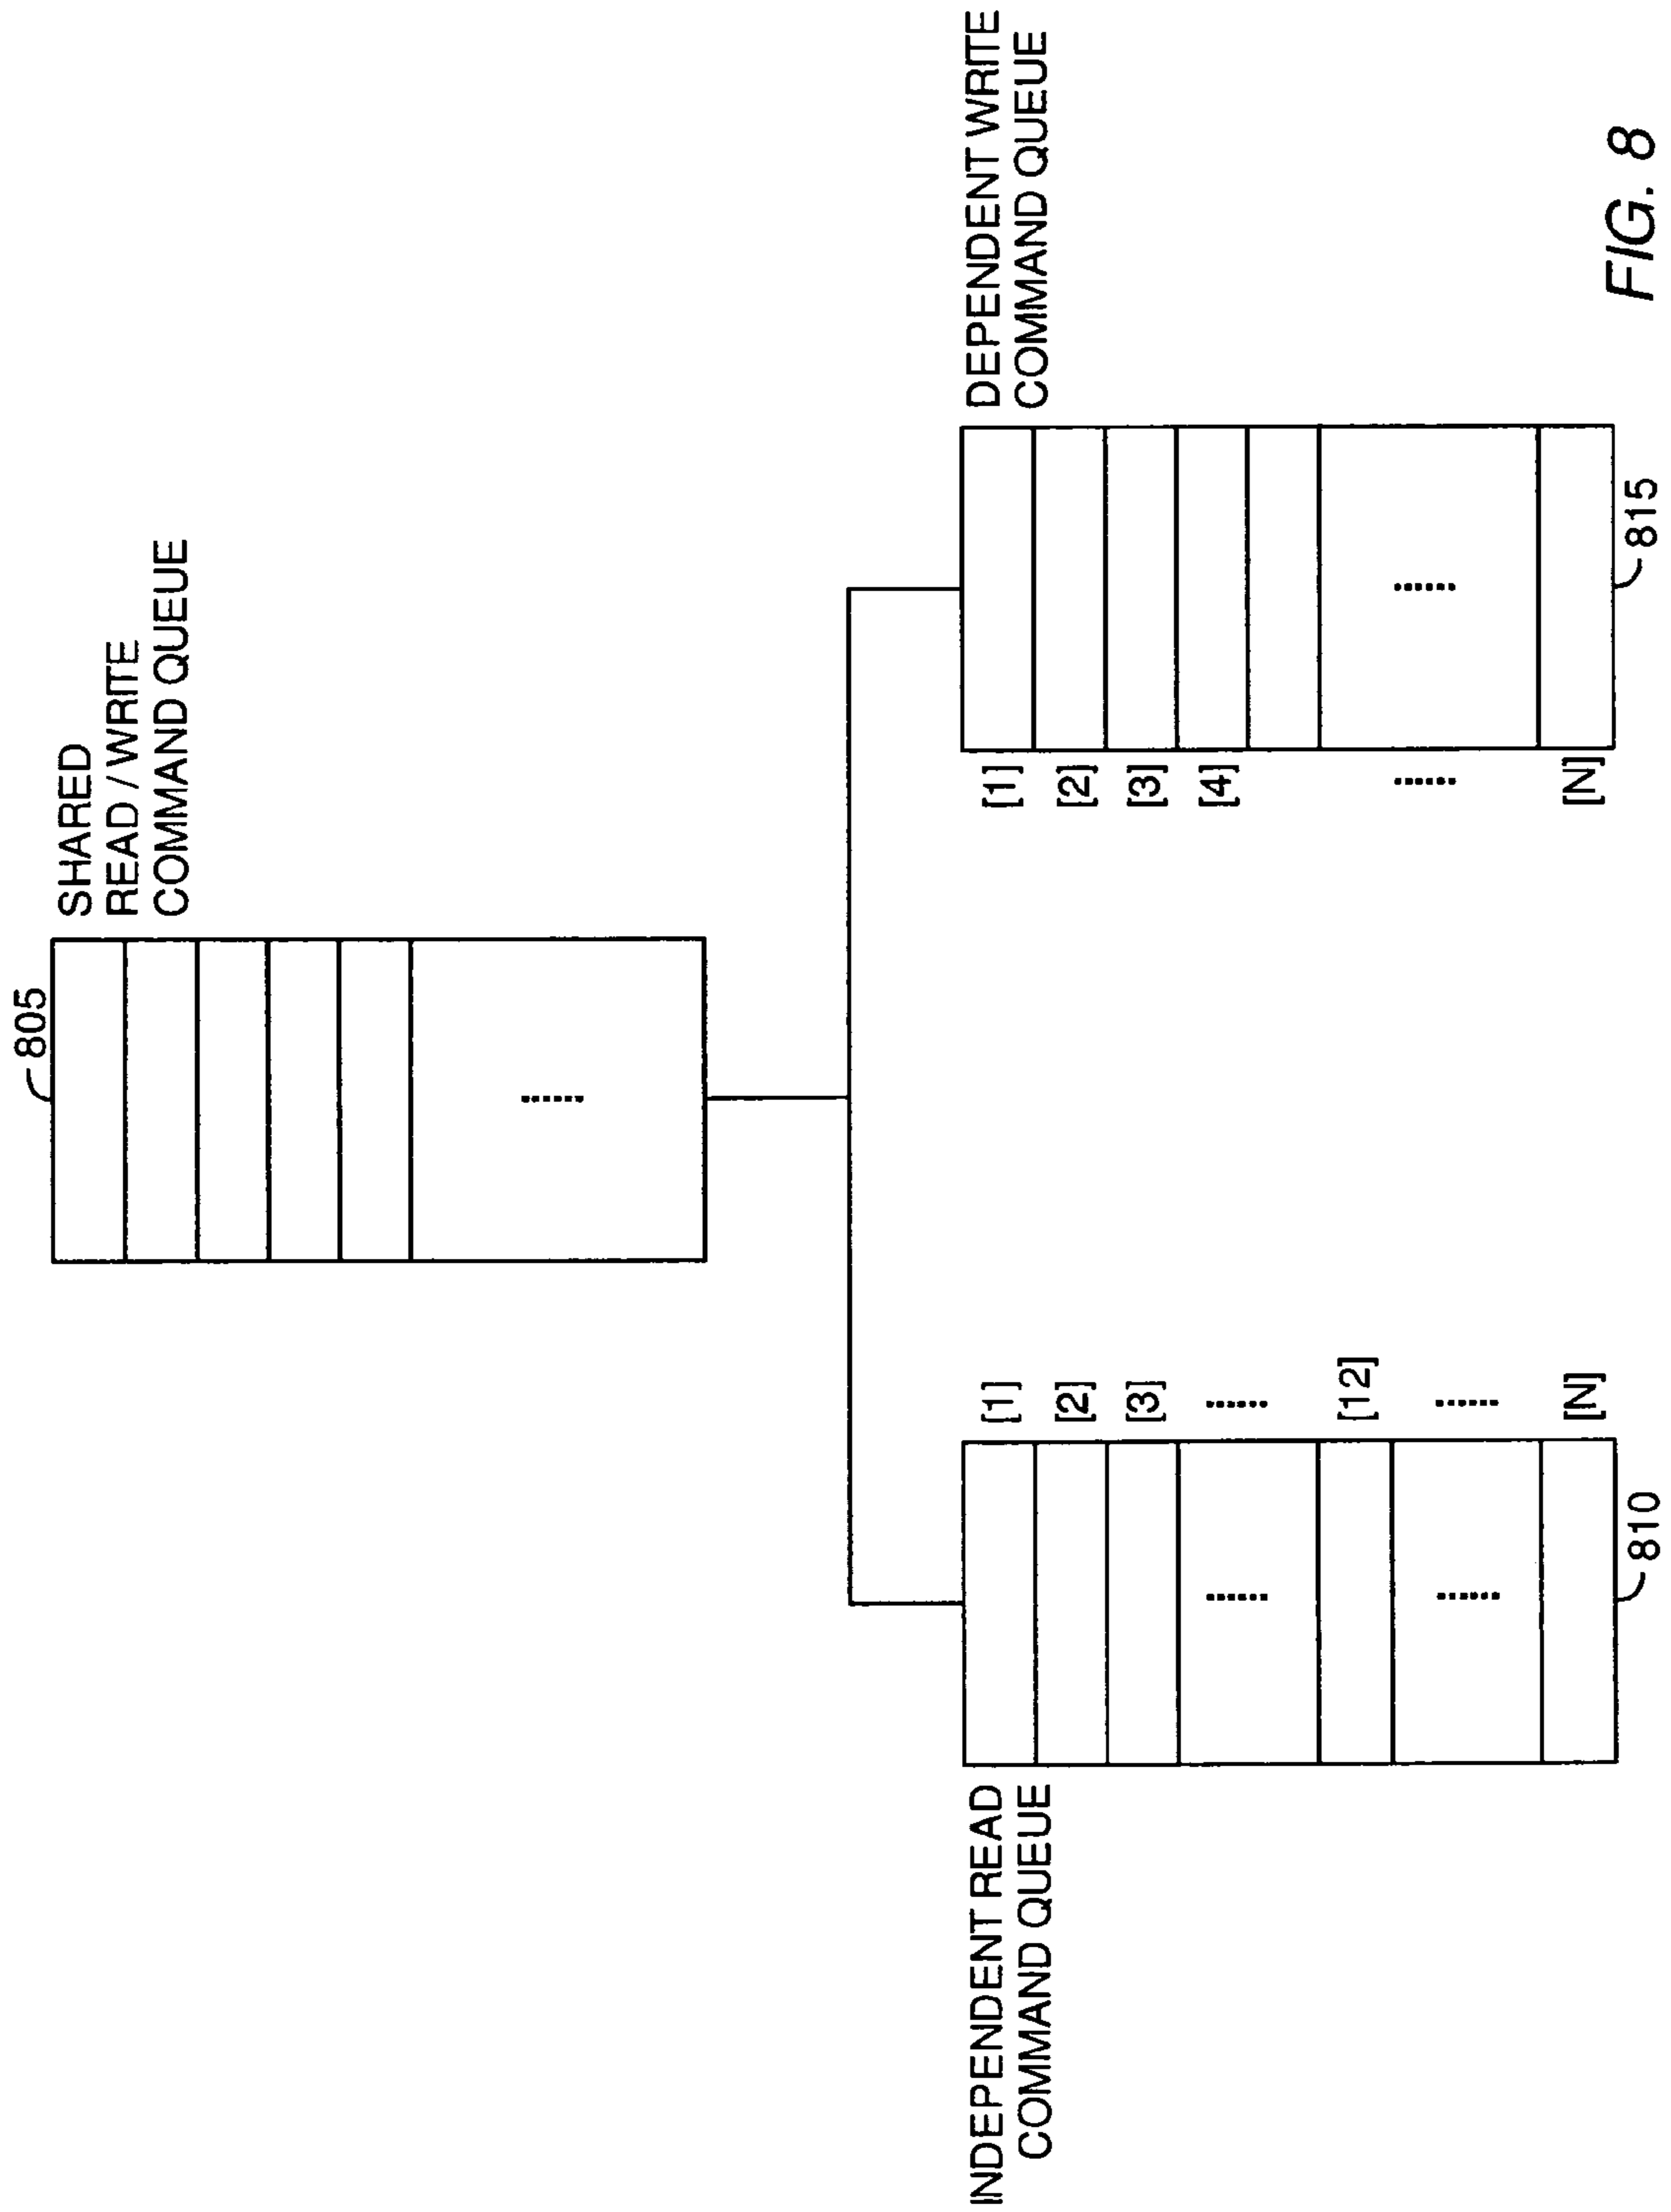 805
SHARED
READ / WRITE
COMMAND QUEUE
INDEPENDENT READ
COMMAND QUEUE
[1]
[2]
[3]
......
......
[12]
......
......
[N]
810
DEPENDENT WRITE
COMMAND QUEUE
[1]
[2]
[3]
[4]
......
......
[N]
815
......
FIG. 8